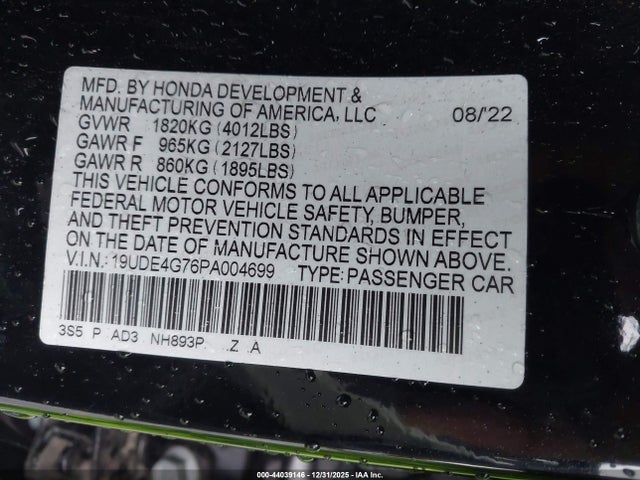 MFD. BY HONDA DEVELOPMENT &
MANUFACTURING OF AMERICA, LLC 08/'22
GVWR 1820KG (4012LBS)
GAWR F 965KG (2127LBS)
GAWR R 860KG (1895LBS)
THIS VEHICLE CONFORMS TO ALL APPLICABLE
FEDERAL MOTOR VEHICLE SAFETY, BUMPER,
AND THEFT PREVENTION STANDARDS IN EFFECT
ON THE DATE OF MANUFACTURE SHOWN ABOVE.
V.I.N.: 19UDE4G76PA004699 TYPE: PASSENGER CAR
3S5 P AD3 NH893P. .Z .A
000-44039146 - 12/31/2025 - IAA Inc.